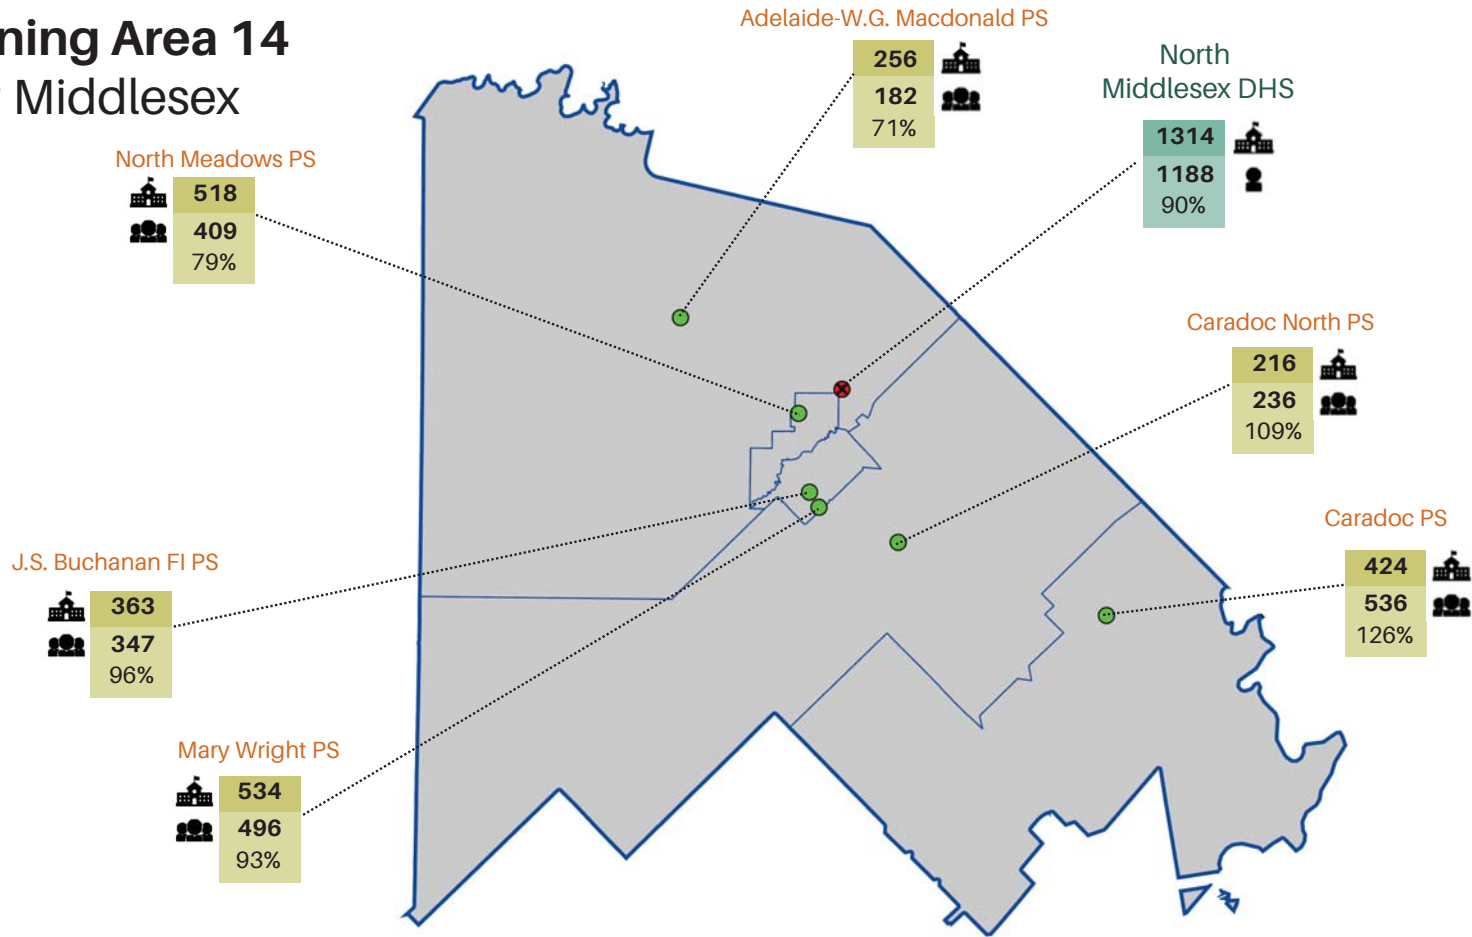 ning Area 14
Middlesex
Adelaide-W.G. Macdonald PS
256
182
71%
North
Middlesex DHS
1314
1188
90%
North Meadows PS
518
409
79%
Caradoc North PS
216
236
109%
Caradoc PS
424
536
126%
J.S. Buchanan FI PS
363
347
96%
Mary Wright PS
534
496
93%